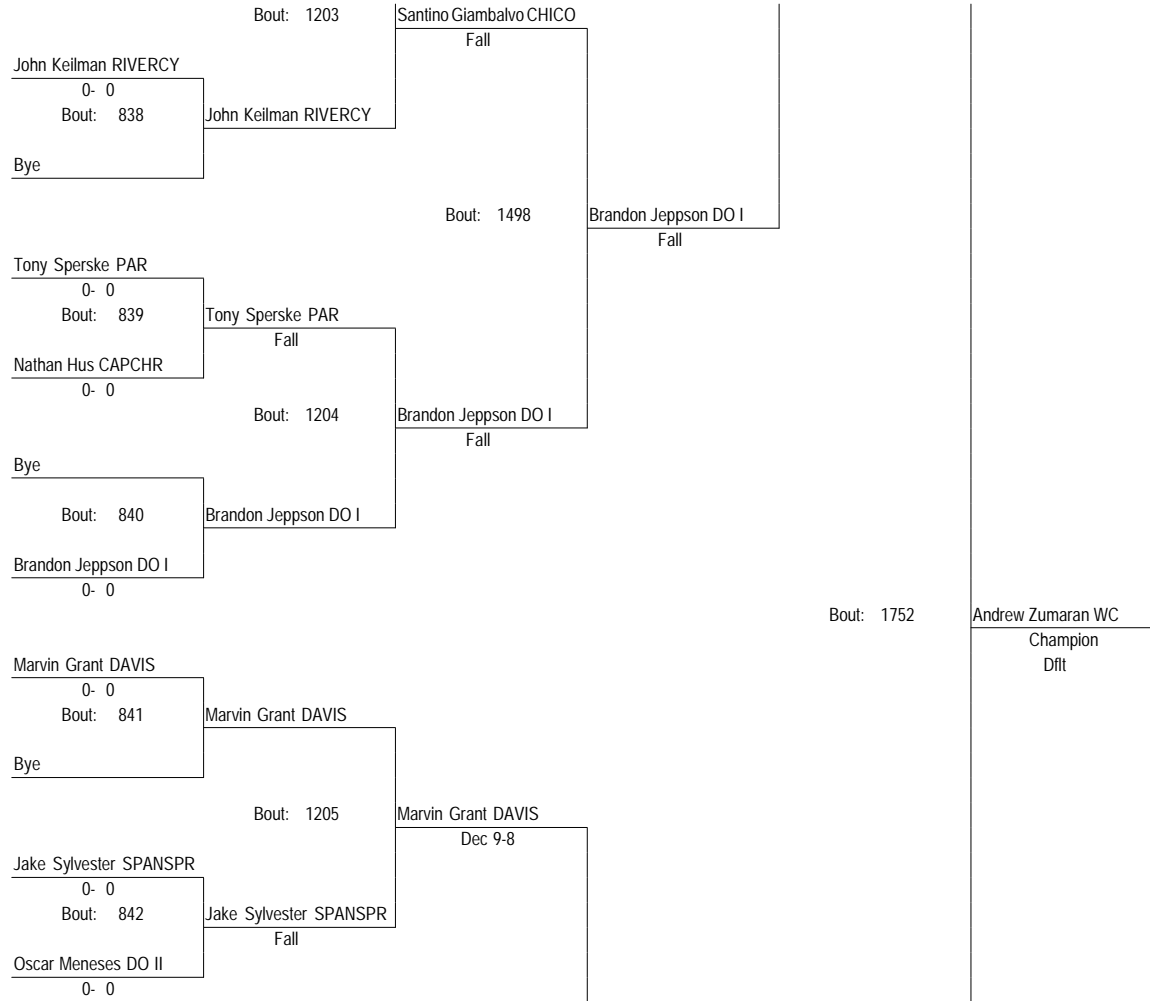 Bout: 1203 Santino Giambalvo CHICO
Fall
John Keilman RIVERCY
0- 0
Bout: 838 John Keilman RIVERCY
Bye
Bout: 1498 Brandon Jeppson DO I
Fall
Tony Sperske PAR
0- 0
Bout: 839 Tony Sperske PAR
Fall
Nathan Hus CAPCHR
0- 0
Bout: 1204 Brandon Jeppson DO I
Fall
Bye
Bout: 840 Brandon Jeppson DO I
Brandon Jeppson DO I
0- 0
Bout: 1752 Andrew Zumaran WC
Champion
Dflt
Marvin Grant DAVIS
0- 0
Bout: 841 Marvin Grant DAVIS
Bye
Bout: 1205 Marvin Grant DAVIS
Dec 9-8
Jake Sylvester SPANSPR
0- 0
Bout: 842 Jake Sylvester SPANSPR
Fall
Oscar Meneses DO II
0- 0